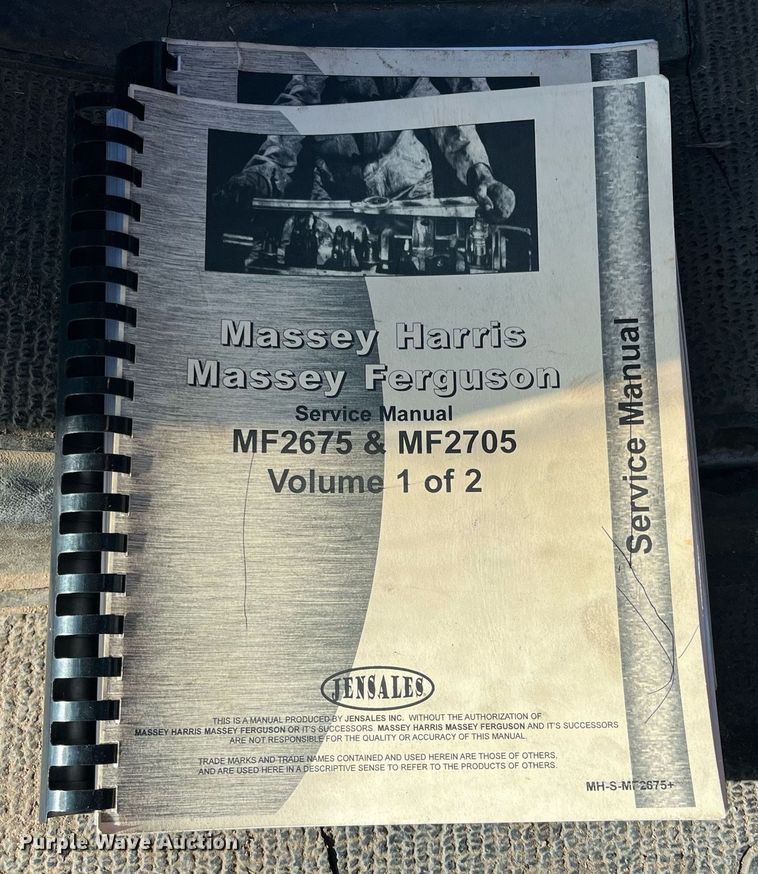 Massey Harris
Massey Ferguson
Service Manual
MF2675 & MF2705
Volume 1 of 2
Service Manual
JENSALES
THIS IS A MANUAL PRODUCED BY JENSALES INC. WITHOUT THE AUTHORIZATION OF
MASSEY HARRIS MASSEY FERGUSON OR IT'S SUCCESSORS. MASSEY HARRIS MASSEY FERGUSON AND IT'S SUCCESSORS
ARE NOT RESPONSIBLE FOR THE QUALITY OR ACCURACY OF THIS MANUAL.
TRADE MARKS AND TRADE NAMES CONTAINED AND USED HEREIN ARE THOSE OF OTHERS,
AND ARE USED HERE IN A DESCRIPTIVE SENSE TO REFER TO THE PRODUCTS OF OTHERS.
MH-S-MF2675+
Purple Wave Auction